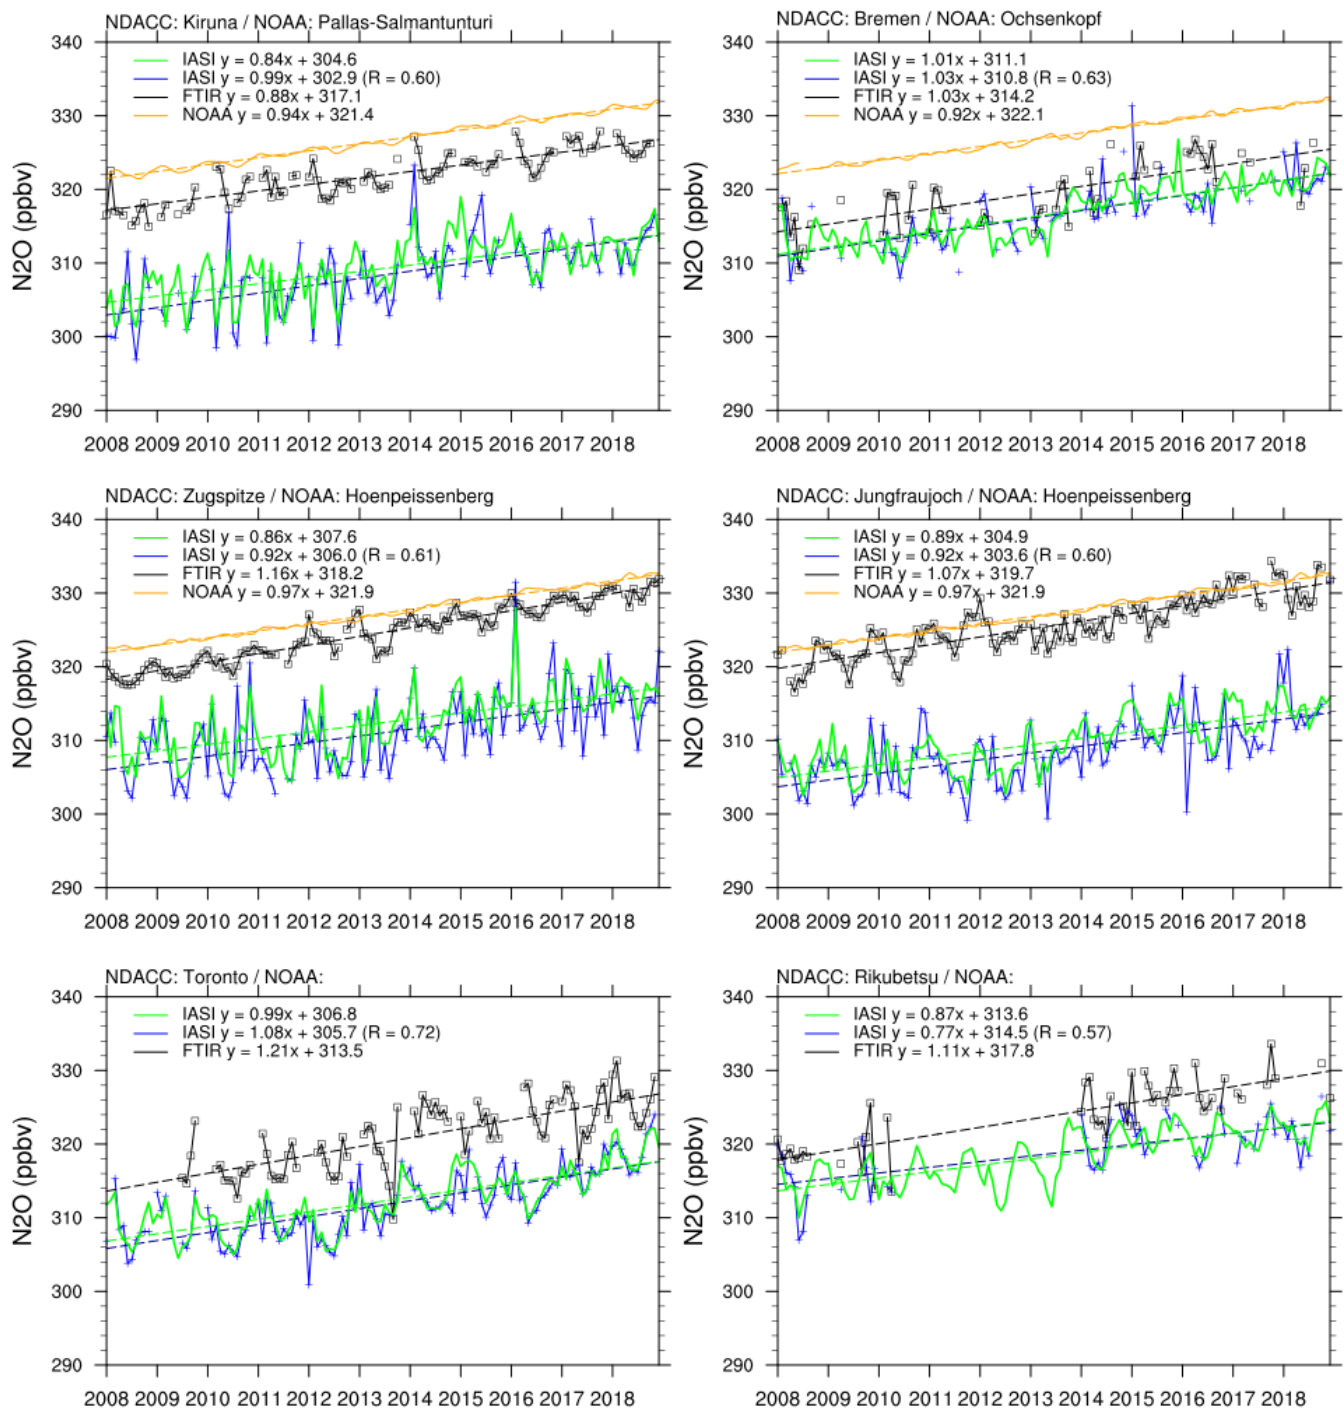 NDACC: Kiruna / NOAA: Pallas-Salmantunturi
340
330
320
310
300
290
N2O (ppbv)
IASI y = 0.84x + 304.6
IASI y = 0.99x + 302.9 (R = 0.60)
FTIR y = 0.88x + 317.1
NOAA y = 0.94x + 321.4
2008 2009 2010 2011 2012 2013 2014 2015 2016 2017 2018
NDACC: Bremen / NOAA: Ochsenkopf
340
330
320
310
300
290
N2O (ppbv)
IASI y = 1.01x + 311.1
IASI y = 1.03x + 310.8 (R = 0.63)
FTIR y = 1.03x + 314.2
NOAA y = 0.92x + 322.1
2008 2009 2010 2011 2012 2013 2014 2015 2016 2017 2018
NDACC: Zugspitze / NOAA: Hoenpeissenberg
340
330
320
310
300
290
N2O (ppbv)
IASI y = 0.86x + 307.6
IASI y = 0.92x + 306.0 (R = 0.61)
FTIR y = 1.16x + 318.2
NOAA y = 0.97x + 321.9
2008 2009 2010 2011 2012 2013 2014 2015 2016 2017 2018
NDACC: Jungfraujoch / NOAA: Hoenpeissenberg
340
330
320
310
300
290
N2O (ppbv)
IASI y = 0.89x + 304.9
IASI y = 0.92x + 303.6 (R = 0.60)
FTIR y = 1.07x + 319.7
NOAA y = 0.97x + 321.9
2008 2009 2010 2011 2012 2013 2014 2015 2016 2017 2018
NDACC: Toronto / NOAA:
340
330
320
310
300
290
N2O (ppbv)
IASI y = 0.99x + 306.8
IASI y = 1.08x + 305.7 (R = 0.72)
FTIR y = 1.21x + 313.5
2008 2009 2010 2011 2012 2013 2014 2015 2016 2017 2018
NDACC: Rikubetsu / NOAA:
340
330
320
310
300
290
N2O (ppbv)
IASI y = 0.87x + 313.6
IASI y = 0.77x + 314.5 (R = 0.57)
FTIR y = 1.11x + 317.8
2008 2009 2010 2011 2012 2013 2014 2015 2016 2017 2018